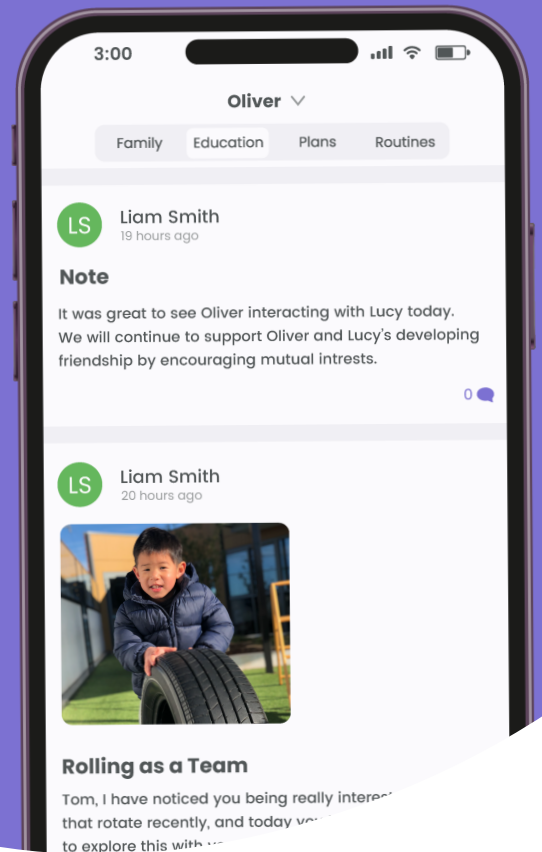 3:00
Oliver
Family Education Plans Routines
LS
Liam Smith
19 hours ago
Note
It was great to see Oliver interacting with Lucy today.
We will continue to support Oliver and Lucy's developing
friendship by encouraging mutual intrests.
0
LS
Liam Smith
20 hours ago
Rolling as a Team
Tom, I have noticed you being really
that rotate recently, and today
to explore this with